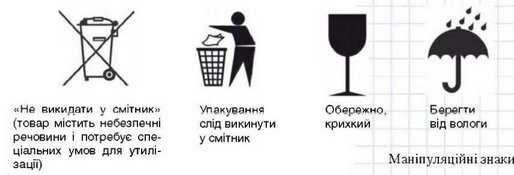 «Не викидати у смітник»
(товар містить небезпечні
речовини і потребує спе-
ціальних умов для утилі-
зації)
Упакування
слід викинути
у смітник
Обережно,
крихкий
Берегти
від вологи
Маніпуляційні знаки